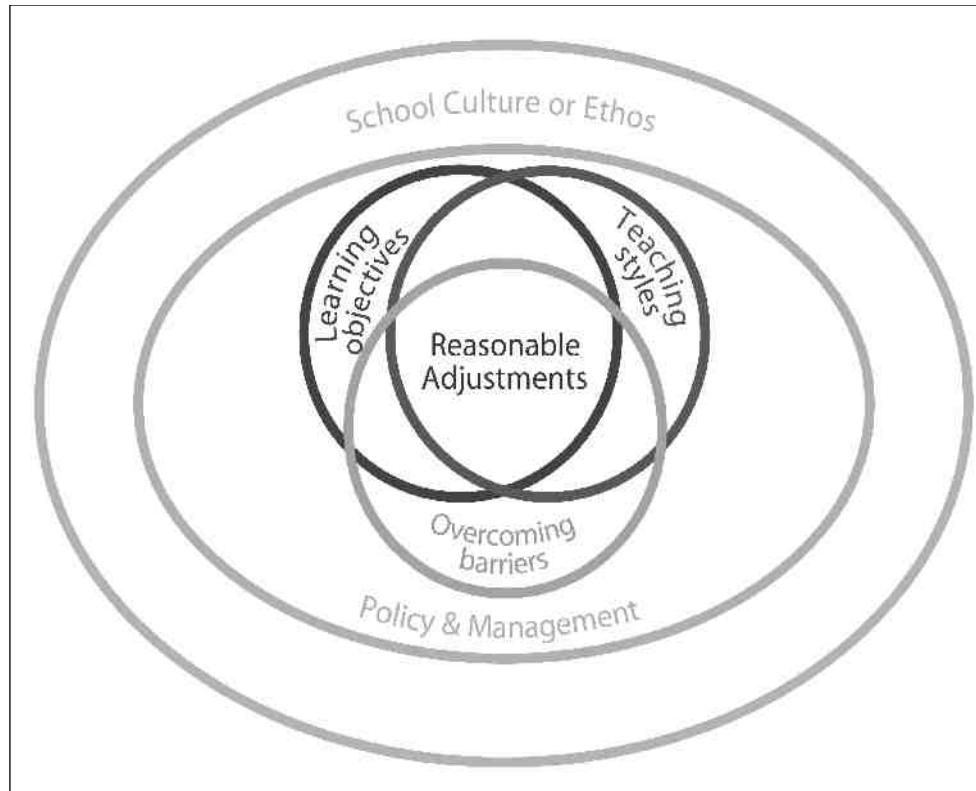 School Culture or Ethos
Learning
objectives
Teaching
styles
Reasonable
Adjustments
Overcoming
barriers
Policy & Management